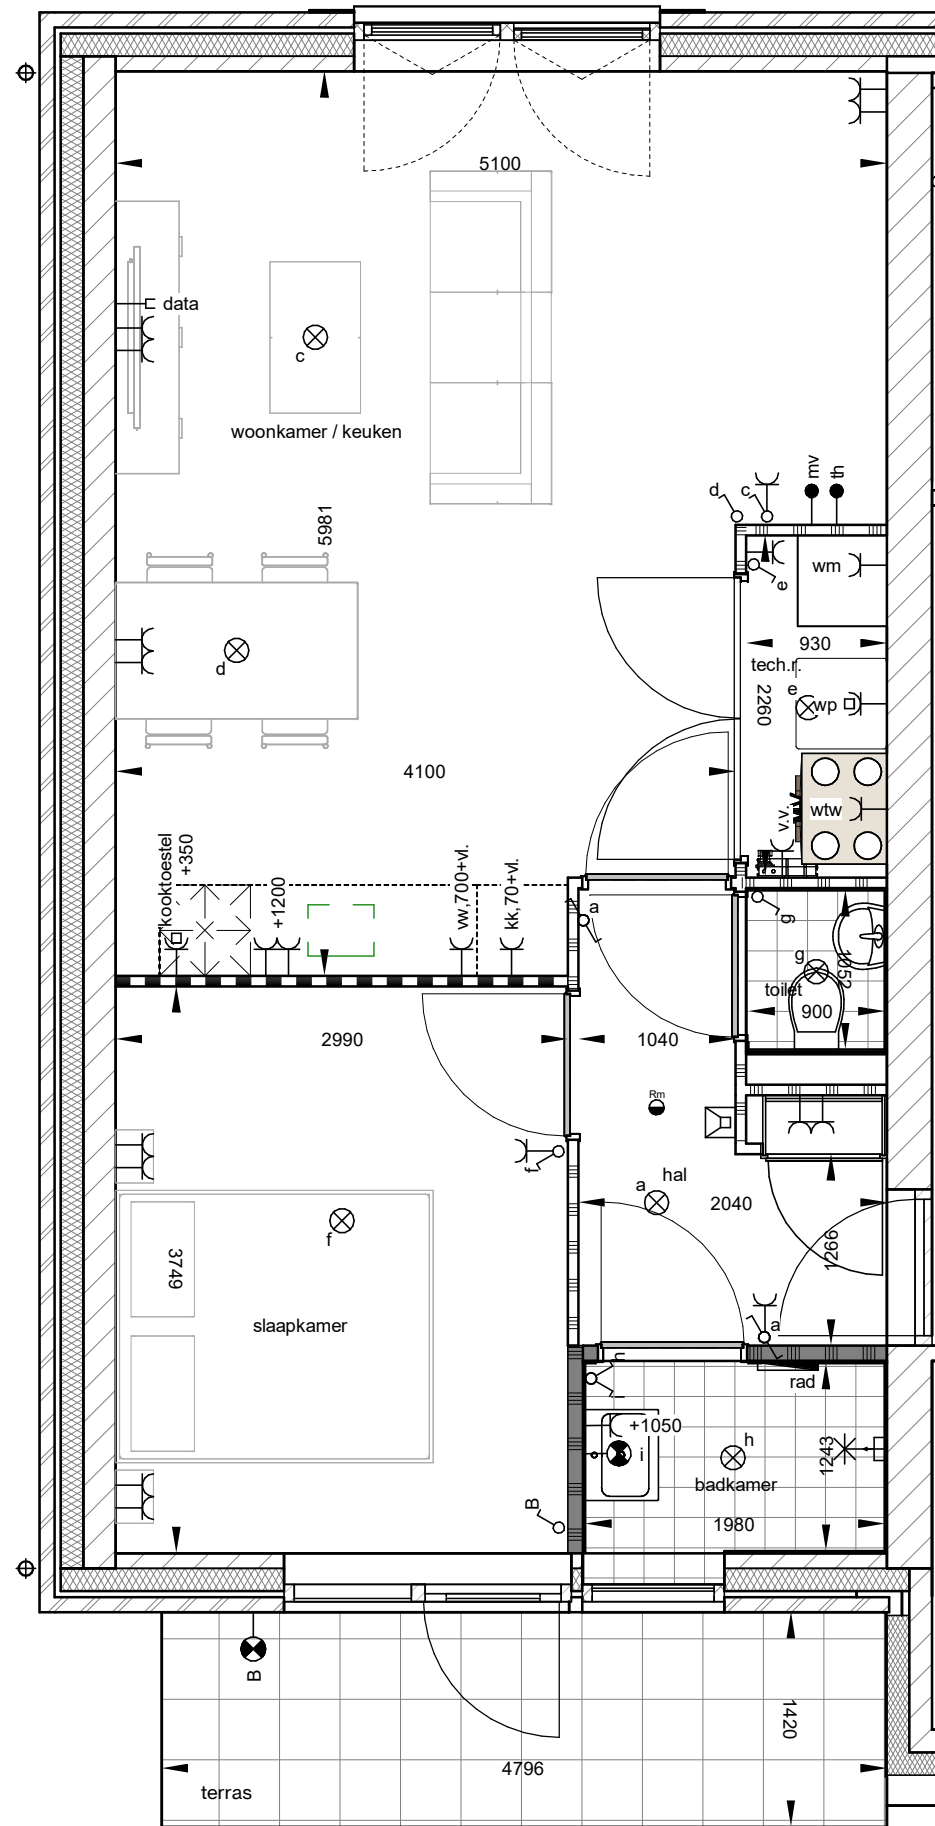 5100
data
c
woonkamer / keuken
5981
d
c
mv
th
e
wm
930
tech.r.
2260
e
wp
d
4100
v.v.
wtw
kooktoestel
+350
+1200
vw,700+vl.
kk,70+vl.
a
g
g
1052
toilet
900
2990
1040
Rm
f
hal
a
2040
1266
f
3749
slaapkamer
a
h
i
rad
+1050
i
h
1243
badkamer
B
1980
B
1420
4796
terras